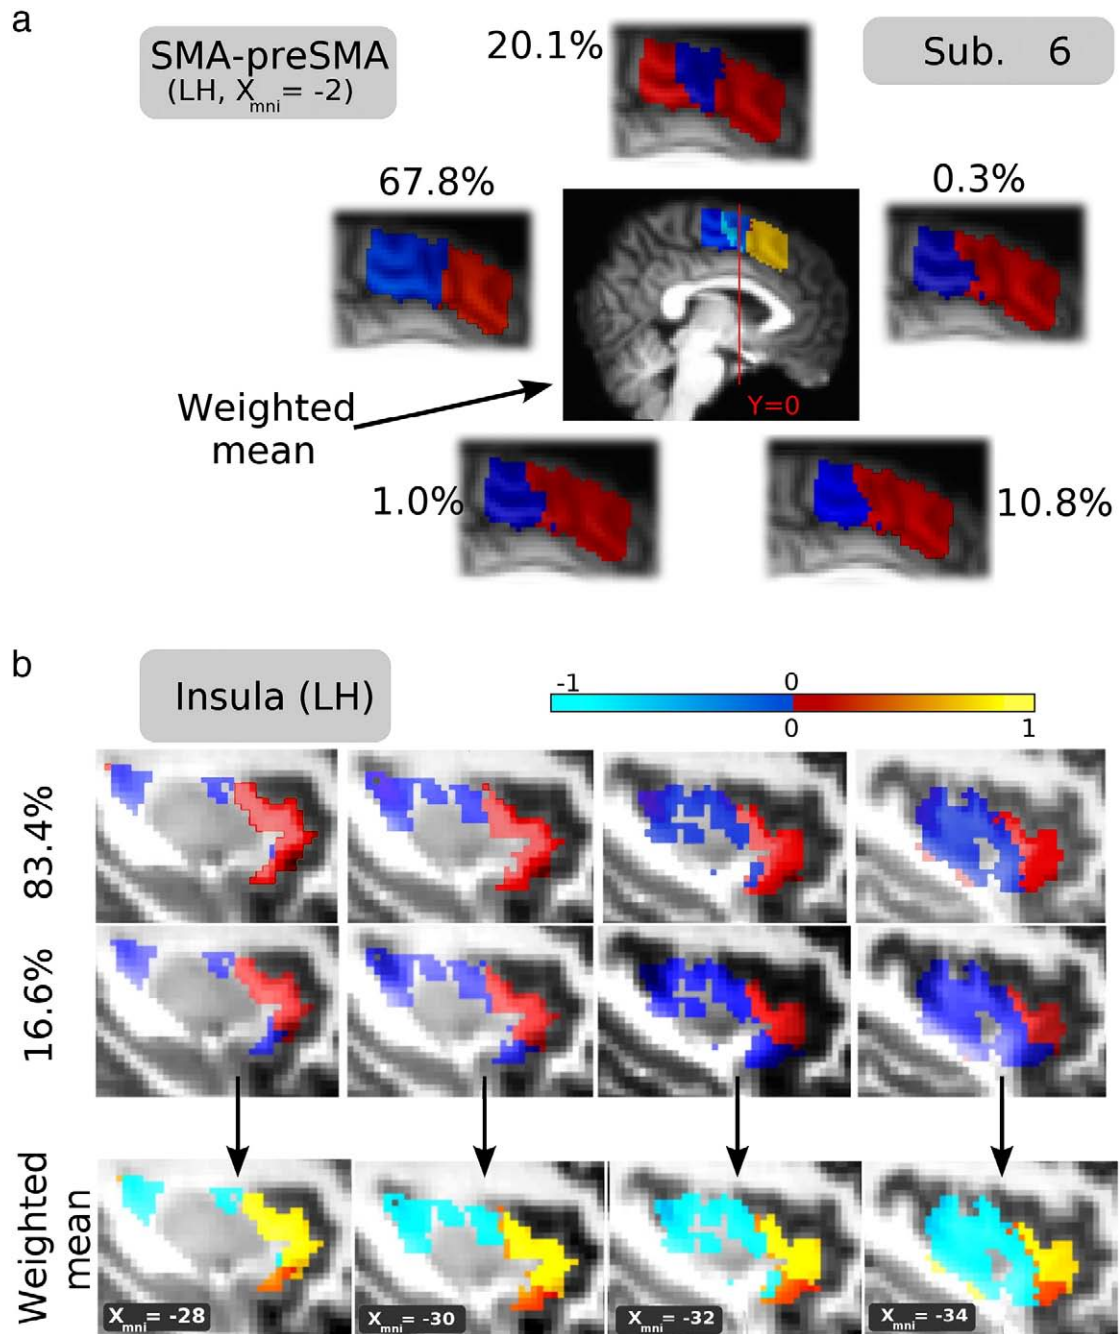 a
SMA-preSMA
(LH, Xmni= -2)
20.1%
Sub. 6
67.8%
0.3%
Weighted
mean
Y=0
1.0%
10.8%
b
Insula (LH)
-1 0
0 1
83.4%
16.6%
Weighted
mean
Xmni= -28
Xmni= -30
Xmni= -32
Xmni= -34